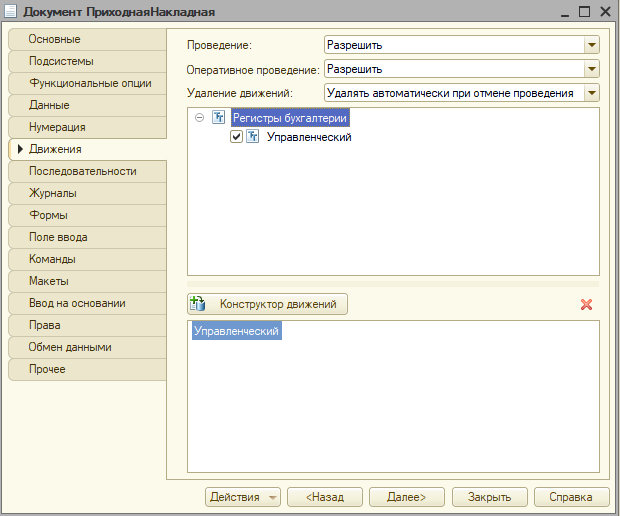 Документ ПриходнаяНакладная
Основные
Подсистемы
Функциональные опции
Данные
Нумерация
Движения
Последовательности
Журналы
Формы
Поле ввода
Команды
Макеты
Ввод на основании
Права
Обмен данными
Прочее
Проведение: Разрешить
Оперативное проведение: Разрешить
Удаление движений: Удалять автоматически при отмене проведения
Регистры бухгалтерии
Управленческий
Конструктор движений
Управленческий
Действия <Назад Далее> Закрыть Справка